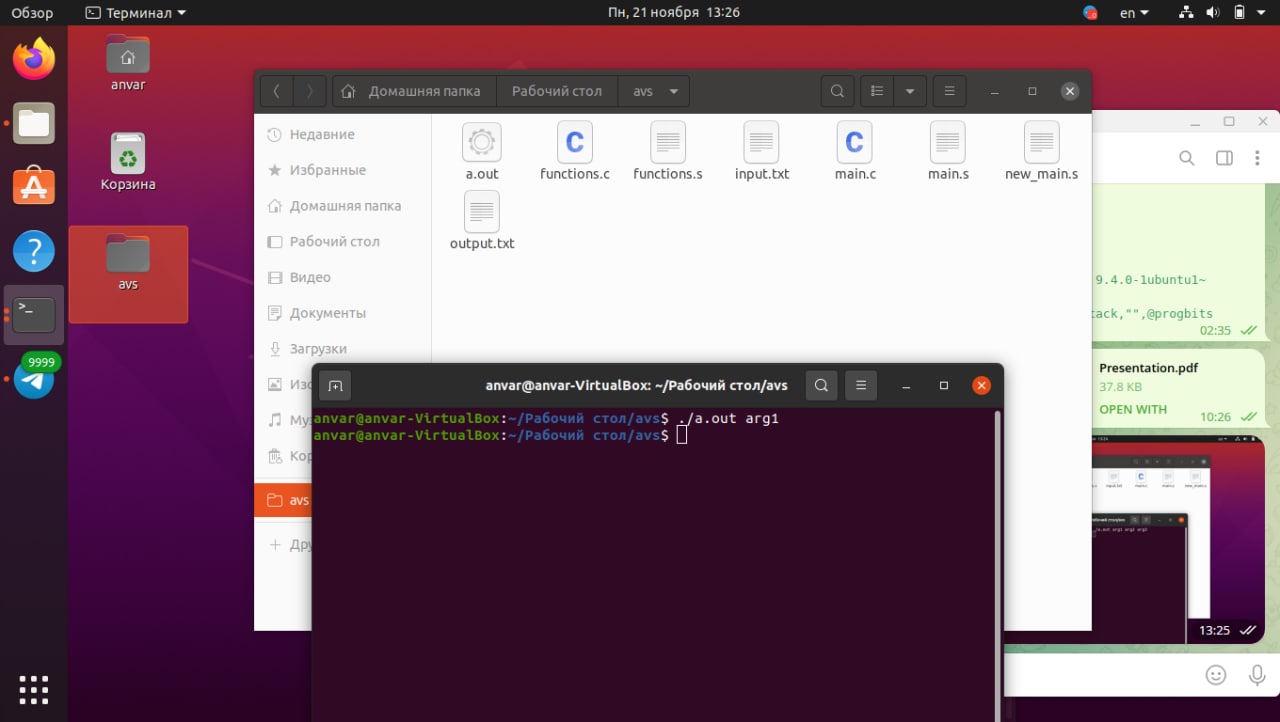 Обзор
Терминал
Пн, 21 ноября 13:26
en
anvar
Корзина
avs
9999
Домашняя папка
Рабочий стол
avs
Недавние
Избранные
Домашняя папка
Рабочий стол
Видео
Документы
Загрузки
avs
a.out
functions.c
functions.s
input.txt
main.c
main.s
new_main.s
output.txt
anvar@anvar-VirtualBox: ~/Рабочий стол/avs
anvar@anvar-VirtualBox:~/Рабочий стол/avs$ ./a.out arg1
anvar@anvar-VirtualBox:~/Рабочий стол/avs$
9.4.0-1ubuntu1~
tack,"",@progbits
02:35
Presentation.pdf
37.8 KB
OPEN WITH
10:26
13:25